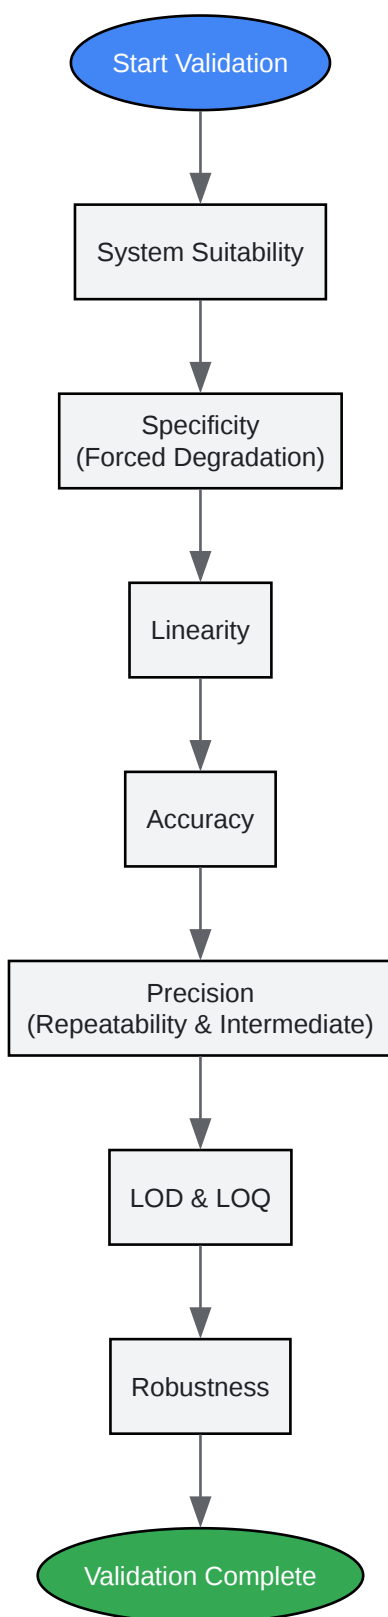 Start Validation
System Suitability
Specificity
(Forced Degradation)
Linearity
Accuracy
Precision
(Repeatability & Intermediate)
LOD & LOQ
Robustness
Validation Complete